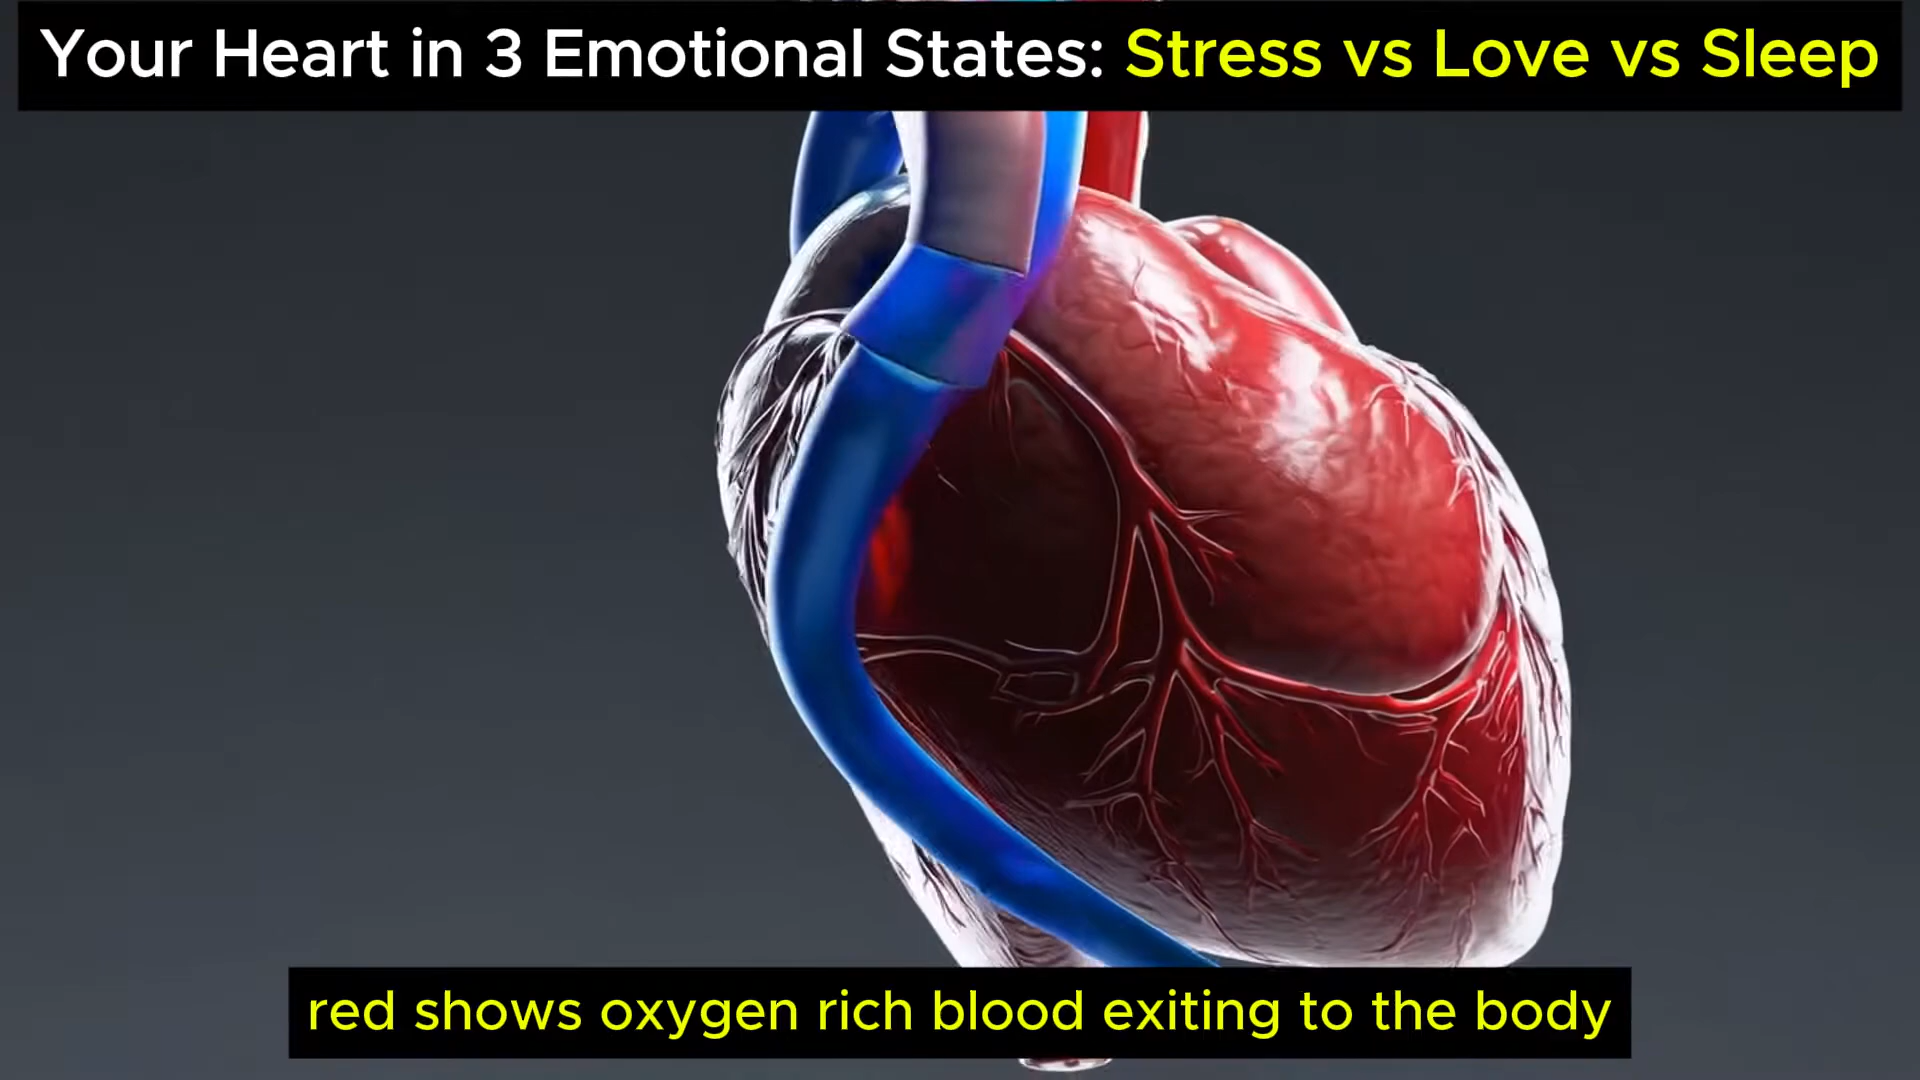 Your Heart in 3 Emotional States: Stress vs Love vs Sleep
red shows oxygen rich blood exiting to the body